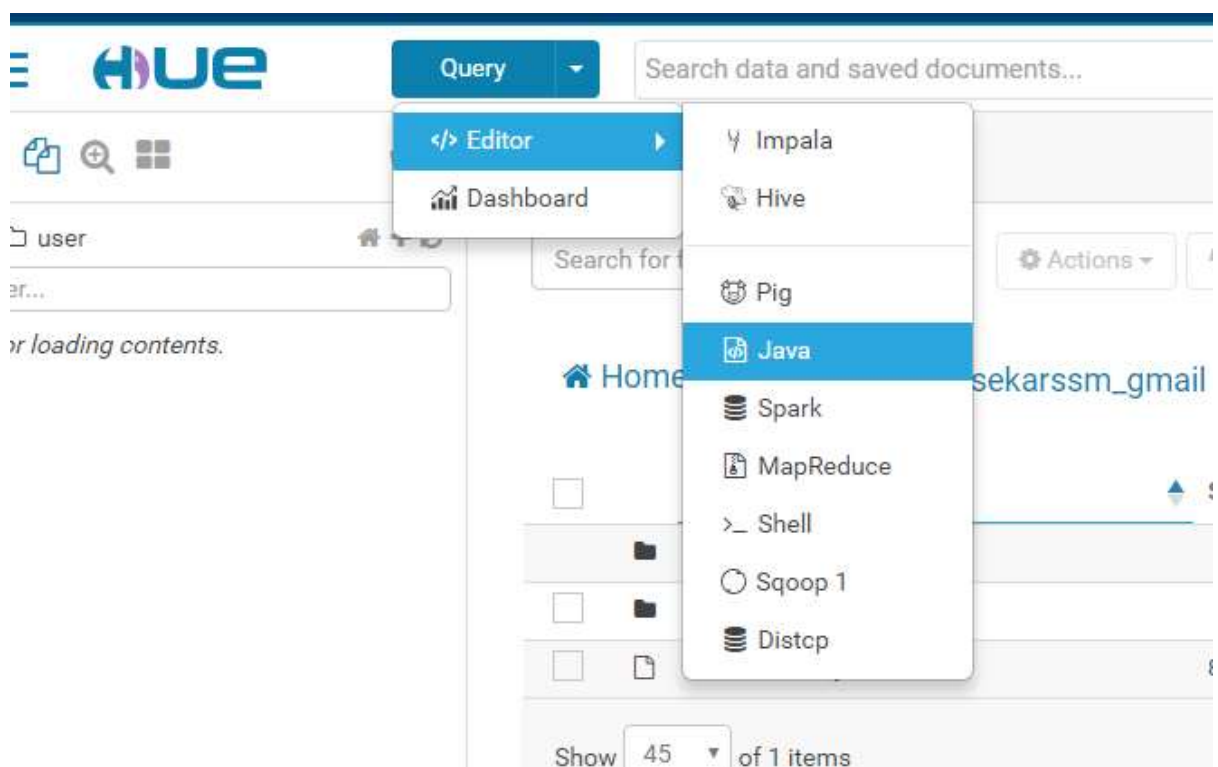 HUE
Query
Search data and saved documents...
</> Editor
Dashboard
Impala
Hive
Pig
Java
Spark
MapReduce
>_ Shell
Sqoop 1
Distcp
user
er...
or loading contents.
Search for f
Actions
Home
sekarssm_gmail
S
8
Show 45 of 1 items